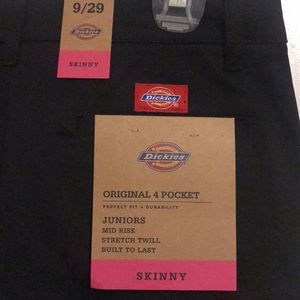 9/29
Dickies
SKINNY
Dickies
Dickies
ORIGINAL 4 POCKET
PERFECT FIT + DURABILITY
JUNIORS
MID RISK
STRETCH TWILL
BUILT TO LAST
SKINNY